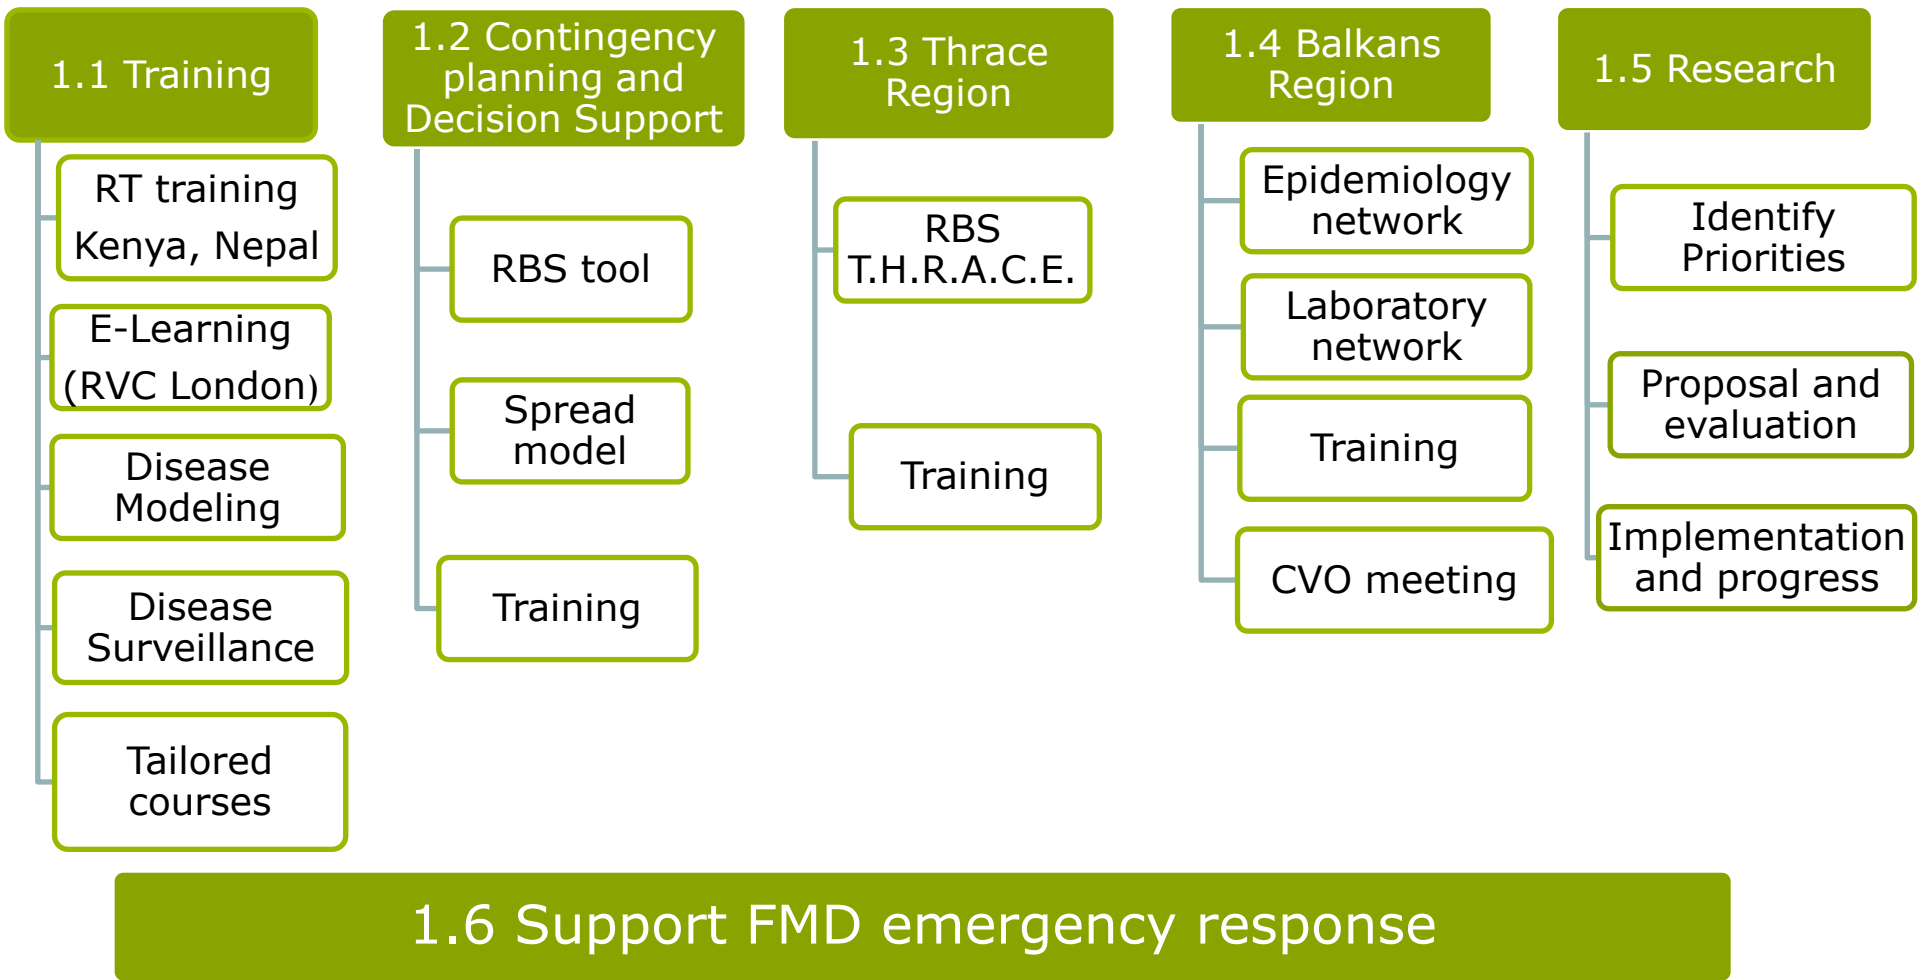 1.1 Training
RT training
Kenya, Nepal
E-Learning
(RVC London)
Disease
Modeling
Disease
Surveillance
Tailored
courses
1.2 Contingency
planning and
Decision Support
RBS tool
Spread
model
Training
1.3 Thrace
Region
RBS
T.H.R.A.C.E.
Training
1.4 Balkans
Region
Epidemiology
network
Laboratory
network
Training
CVO meeting
1.5 Research
Identify
Priorities
Proposal and
evaluation
Implementation
and progress
1.6 Support FMD emergency response